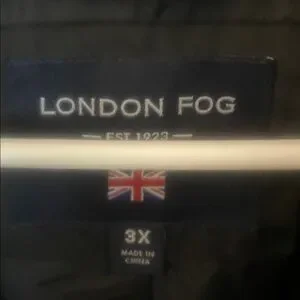 LONDON FOG
EST 1923
3X
MADE IN
CHINA